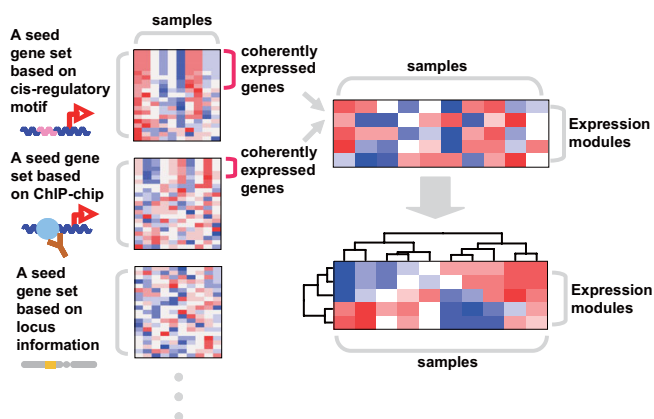 samples
A seed
gene set
based on
cis-regulatory
motif
coherently
expressed
genes
samples
Expression
modules
A seed gene
set based
on ChIP-chip
coherently
expressed
genes
A seed
gene set
based on
locus
information
Expression
modules
samples